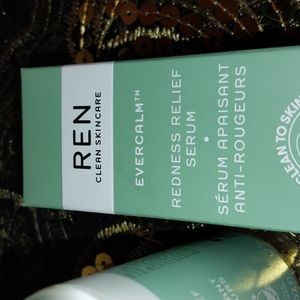 REN
CLEAN SKINCARE
EVERCALM™
REDNESS RELIEF
SERUM
•
SÉRUM APAISANT
ANTI-ROUGEURS
CLEAN TO SKIN